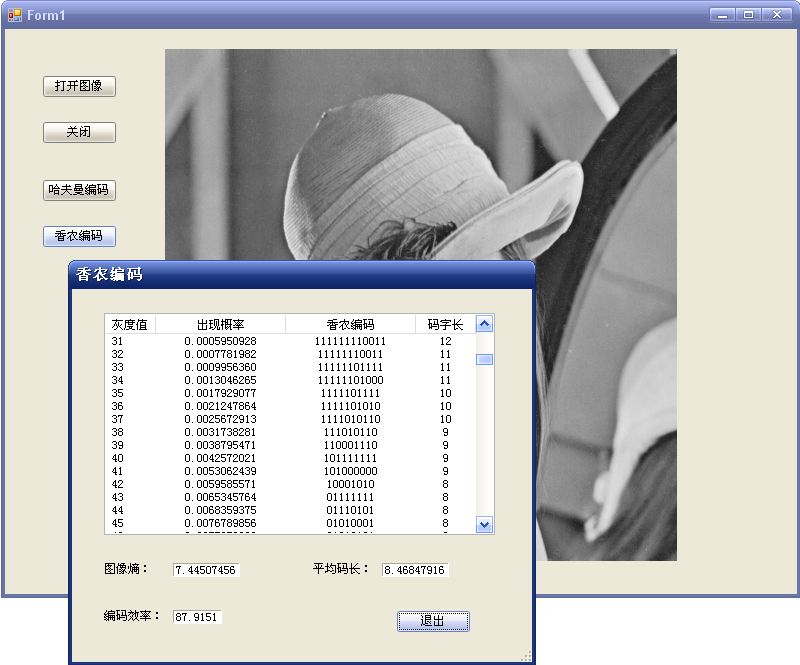 Form1
打开图像
关闭
哈夫曼编码
香农编码
香农编码
灰度值 出现概率 香农编码 码字长
31 0.0005950928 111111110011 12
32 0.0007781982 11111110011 11
33 0.0009956360 11111101111 11
34 0.0013046265 11111101000 11
35 0.0017929077 1111101111 10
36 0.0021247864 1111101010 10
37 0.0025672913 1111010110 10
38 0.0031738281 111010110 9
39 0.0038795471 110001110 9
40 0.0042572021 101111111 9
41 0.0053062439 101000000 9
42 0.0059585571 10001010 8
43 0.0065345764 01111111 8
44 0.0068359375 01110101 8
45 0.0076789856 01010001 8
图像熵： 7.44507456 平均码长： 8.46847916
编码效率： 87.9151
退出